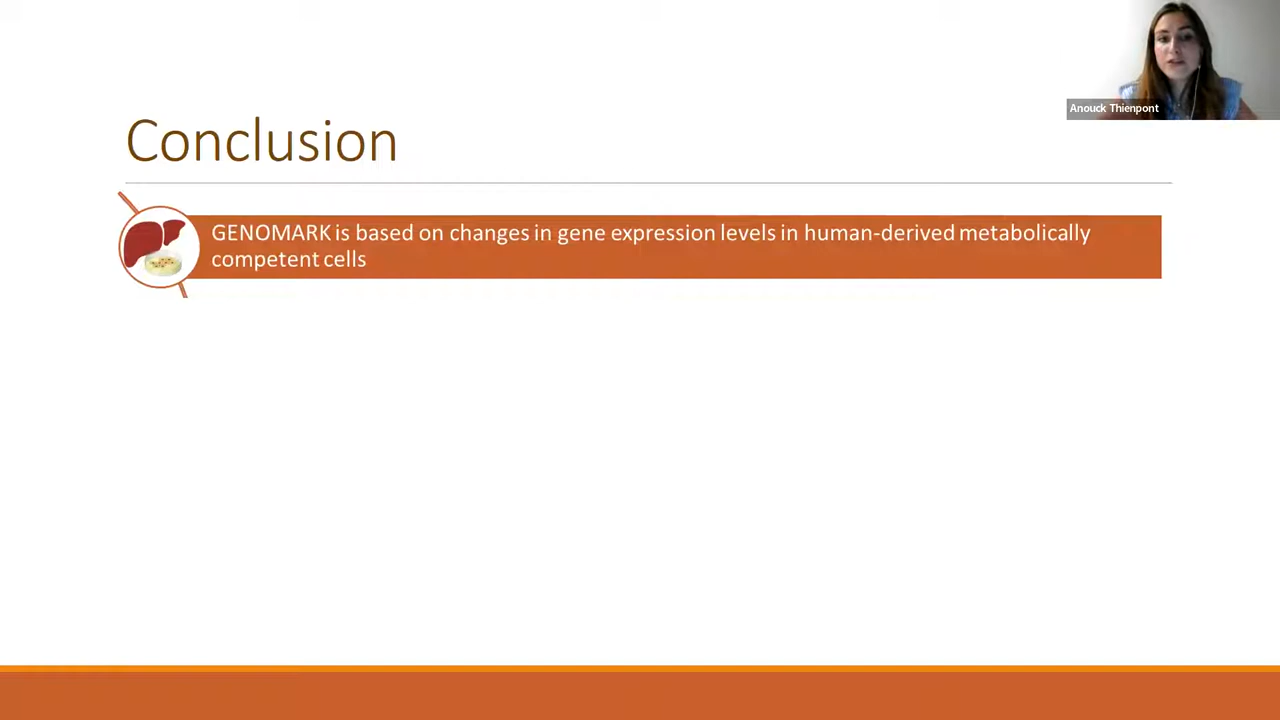 Anouck Thienpont
Conclusion
GENOMARK is based on changes in gene expression levels in human-derived metabolically
competent cells